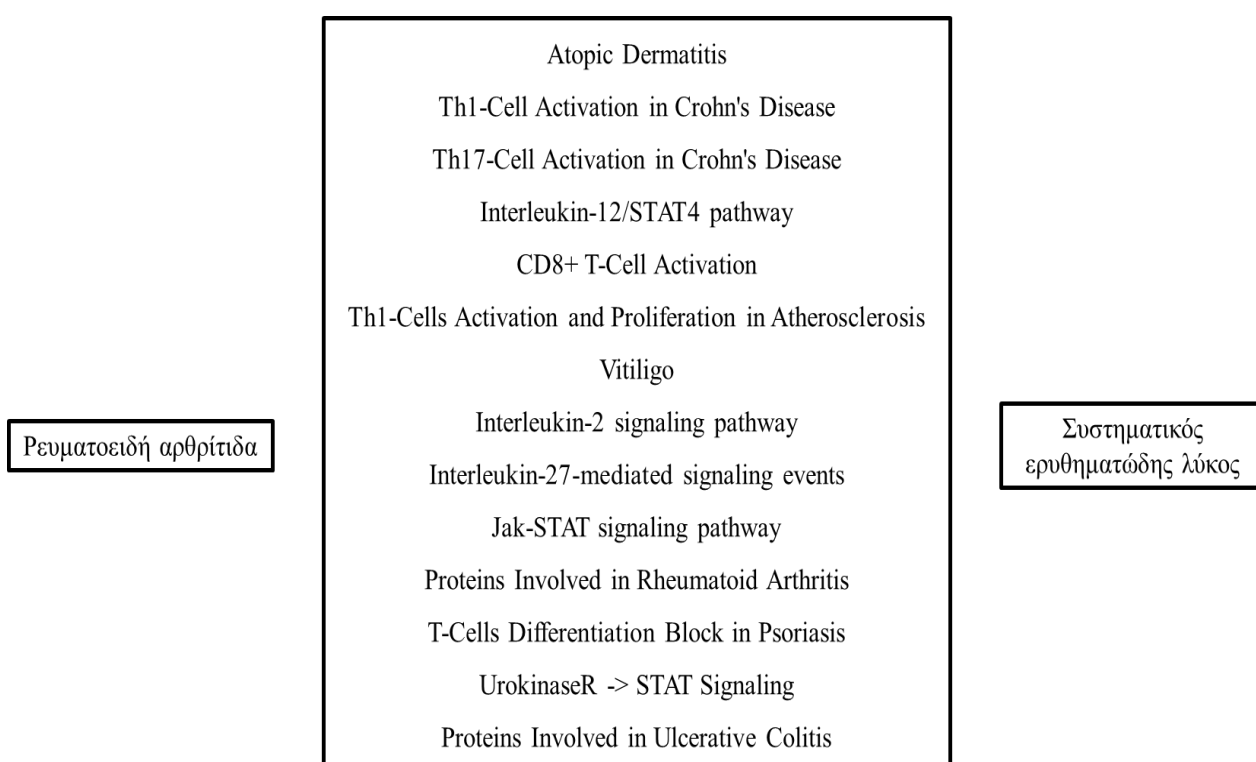 Atopic Dermatitis
Th1-Cell Activation in Crohn's Disease
Th17-Cell Activation in Crohn's Disease
Interleukin-12/STAT4 pathway
CD8+ T-Cell Activation
Th1-Cells Activation and Proliferation in Atherosclerosis
Vitiligo
Interleukin-2 signaling pathway
Interleukin-27-mediated signaling events
Jak-STAT signaling pathway
Proteins Involved in Rheumatoid Arthritis
T-Cells Differentiation Block in Psoriasis
UrokinaseR -> STAT Signaling
Proteins Involved in Ulcerative Colitis
Ρευματοειδή αρθρίτιδα
Συστηματικός
ερυθηματώδης λύκος